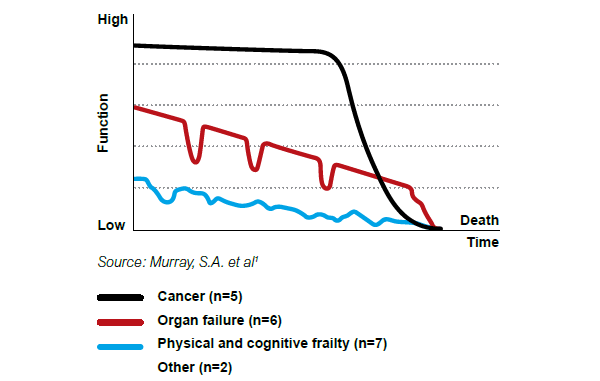 High
Function
Low
Death
Time
Source: Murray, S.A. et al¹
Cancer (n=5)
Organ failure (n=6)
Physical and cognitive frailty (n=7)
Other (n=2)